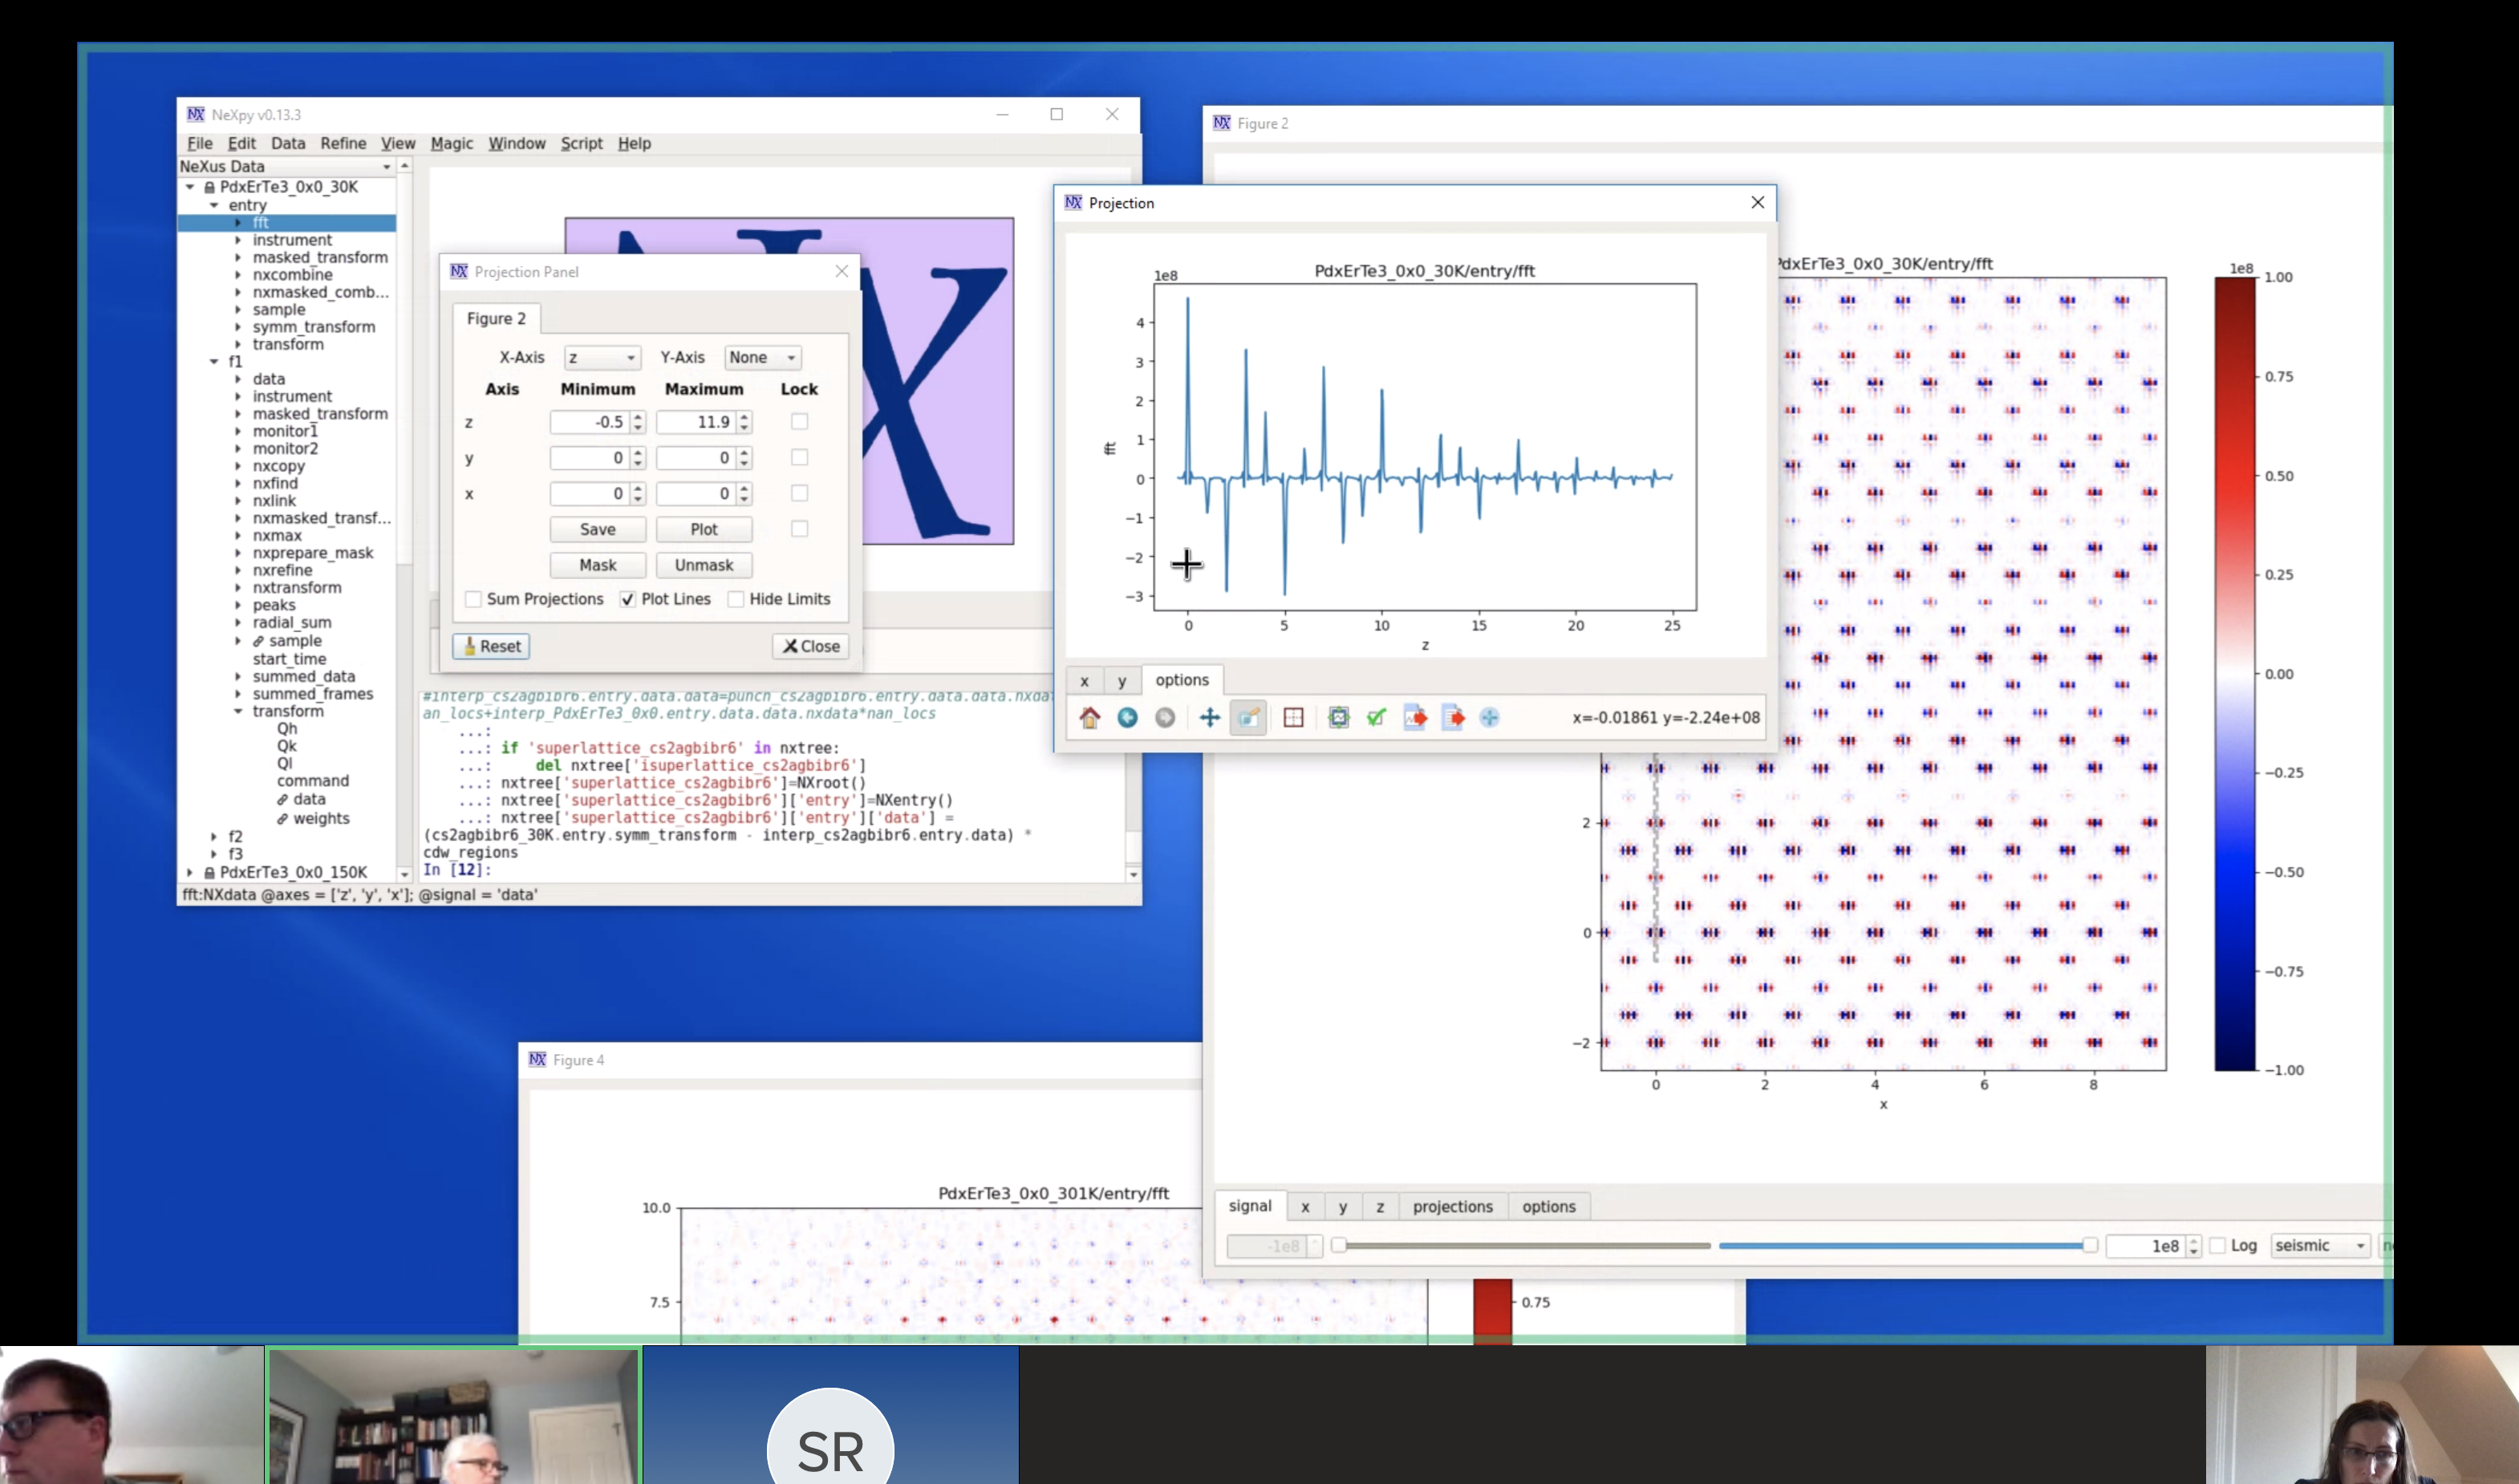 NeXpy v0.13.3
File Edit Data Refine View Magic Window Script Help
NeXus Data
PdxErTe3_0x0_30K
entry
fft
instrument
masked_transform
nxcombine
nxmasked_comb...
sample
symm_transform
transform
f1
data
instrument
masked_transform
monitor1
monitor2
nxcopy
nxfind
nxlink
nxmasked_transf...
nxmax
nxprepare_mask
nxrefine
nxtransform
peaks
radial_sum
sample
start_time
summed_data
summed_frames
transform
Qh
Qk
Ql
command
data
weights
f2
f3
PdxErTe3_0x0_150K
fft:NXdata @axes = ['z', 'y', 'x']; @signal = 'data'
Projection Panel
Figure 2
X-Axis z Y-Axis None
Axis Minimum Maximum Lock
z -0.5 11.9
y 0 0
x 0 0
Save Plot
Mask Unmask
Sum Projections Plot Lines Hide Limits
Reset Close
#interp_cs2agbibr6.entry.data.data=punch_cs2agbibr6.entry.data.data.nxda
an_locs+interp_PdxErTe3_0x0.entry.data.data.nxdata*nan_locs
...:
...: if 'superlattice_cs2agbibr6' in nxtree:
...: del nxtree['isuperlattice_cs2agbibr6']
...: nxtree['superlattice_cs2agbibr6']=NXroot()
...: nxtree['superlattice_cs2agbibr6']['entry']=NXentry()
...: nxtree['superlattice_cs2agbibr6']['entry']['data'] =
(cs2agbibr6_30K.entry.symm_transform - interp_cs2agbibr6.entry.data) *
cdw_regions
In [12]:
Projection
1e8 PdxErTe3_0x0_30K/entry/fft
4
3
2
1
0
−1
−2
−3
fft
0 5 10 15 20 25
z
x y options
x=-0.01861 y=-2.24e+08
Figure 2
PdxErTe3_0x0_30K/entry/fft
1e8
1.00
0.75
0.50
0.25
0.00
−0.25
−0.50
−0.75
−1.00
2
0
−2
0 2 4 6 8
x
signal x y z projections options
-1e8 1e8 Log seismic
Figure 4
PdxErTe3_0x0_301K/entry/fft
10.0
7.5
0.75
SR